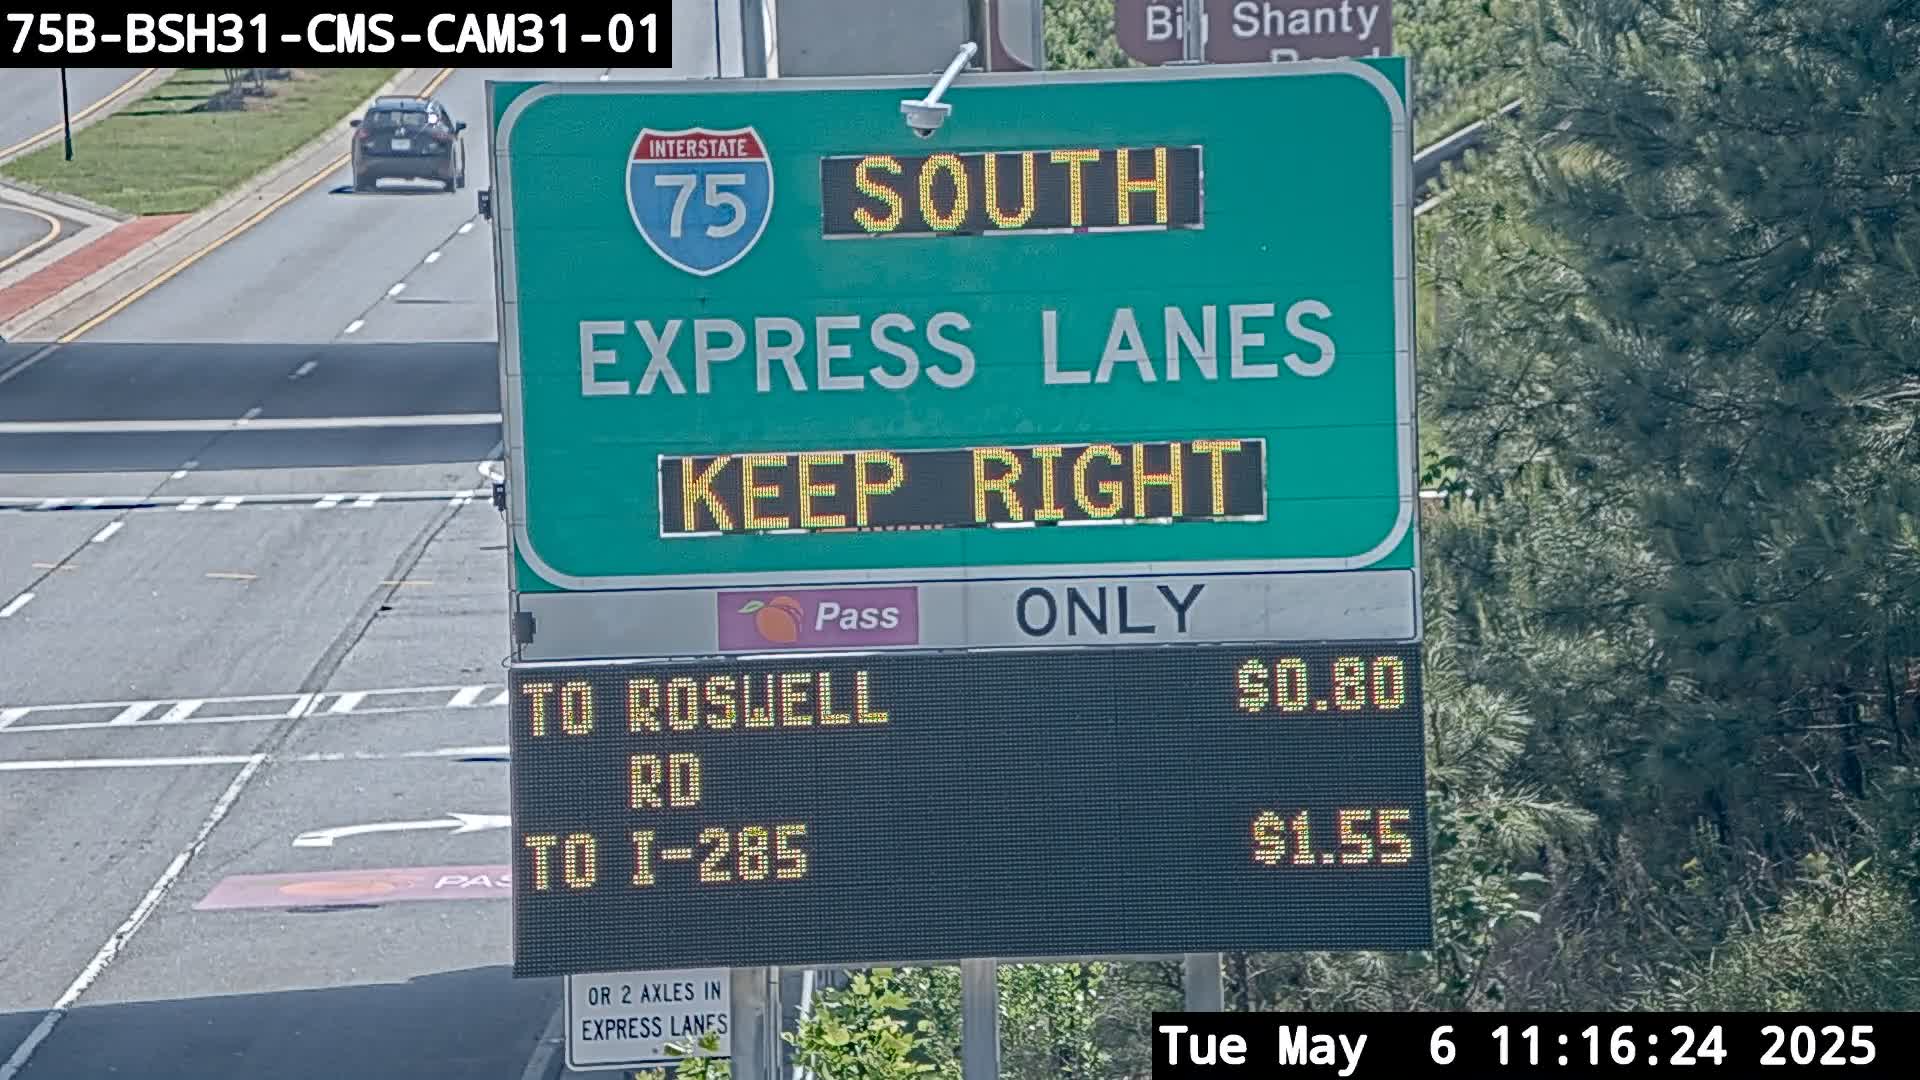 75B-BSH31-CMS-CAM31-01
Big Shanty
Road
INTERSTATE
75
SOUTH
EXPRESS LANES
KEEP RIGHT
Pass
ONLY
TO ROSWELL $0.80
RD
TO I-285 $1.55
PAS
OR 2 AXLES IN
EXPRESS LANES
Tue May 6 11:16:24 2025